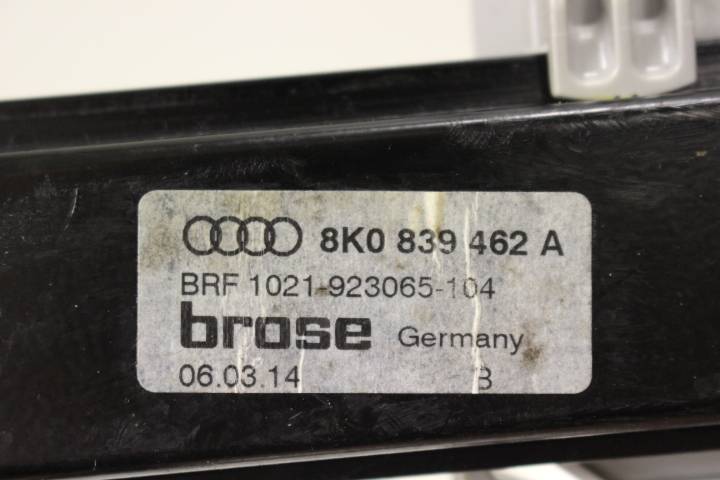 8K0 839 462 A
BRF 1021-923065-104
brose Germany
06.03.14 B